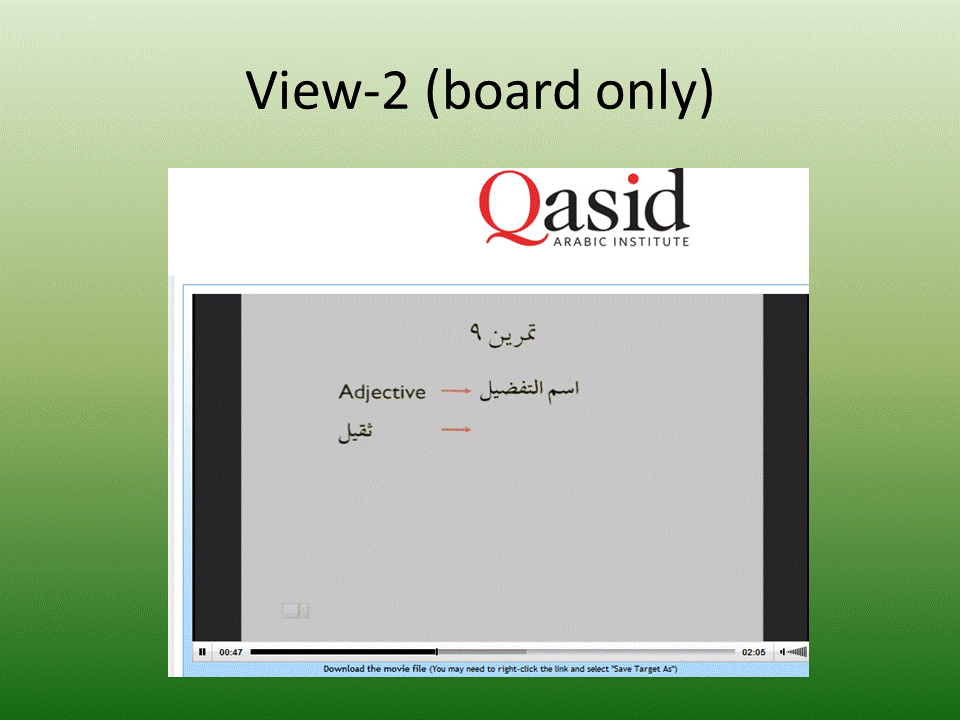 View-2 (board only)
Qasid
ARABIC INSTITUTE
تمرين ٩
Adjective → اسم التفضيل
ثقيل →
00:47 02:05
Download the movie file (You may need to right-click the link and select "Save Target As")